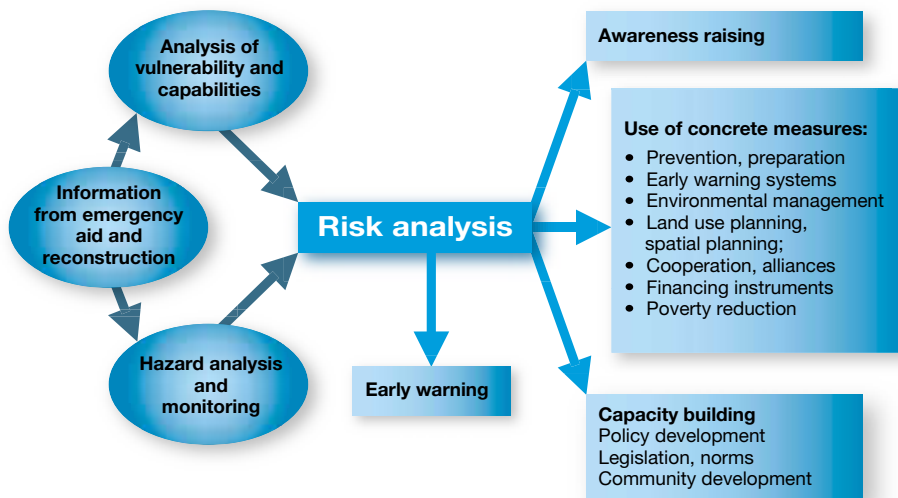 Analysis of
vulnerability and
capabilities
Information
from emergency
aid and
reconstruction
Hazard analysis
and
monitoring
Risk analysis
Early warning
Awareness raising
Use of concrete measures:
• Prevention, preparation
• Early warning systems
• Environmental management
• Land use planning,
spatial planning;
• Cooperation, alliances
• Financing instruments
• Poverty reduction
Capacity building
Policy development
Legislation, norms
Community development